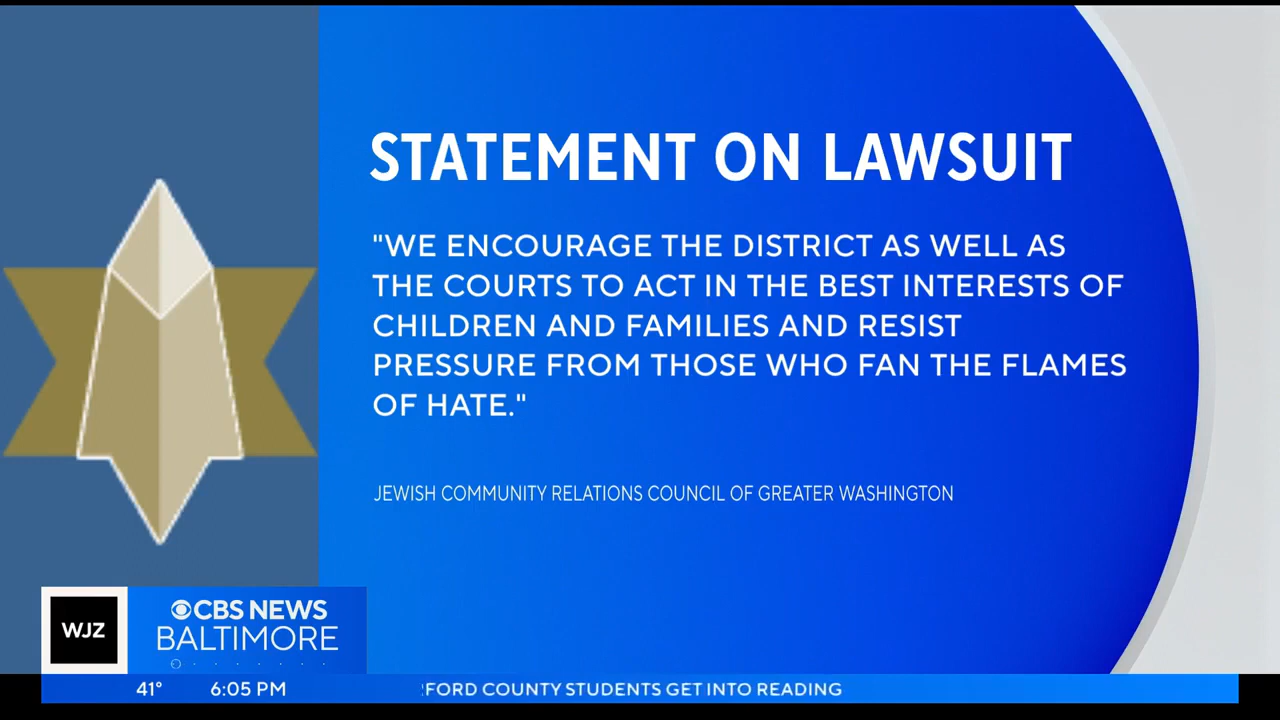 STATEMENT ON LAWSUIT
"WE ENCOURAGE THE DISTRICT AS WELL AS
THE COURTS TO ACT IN THE BEST INTERESTS OF
CHILDREN AND FAMILIES AND RESIST
PRESSURE FROM THOSE WHO FAN THE FLAMES
OF HATE."
JEWISH COMMUNITY RELATIONS COUNCIL OF GREATER WASHINGTON
WJZ
CBS NEWS
BALTIMORE
41° 6:05 PM FORD COUNTY STUDENTS GET INTO READING